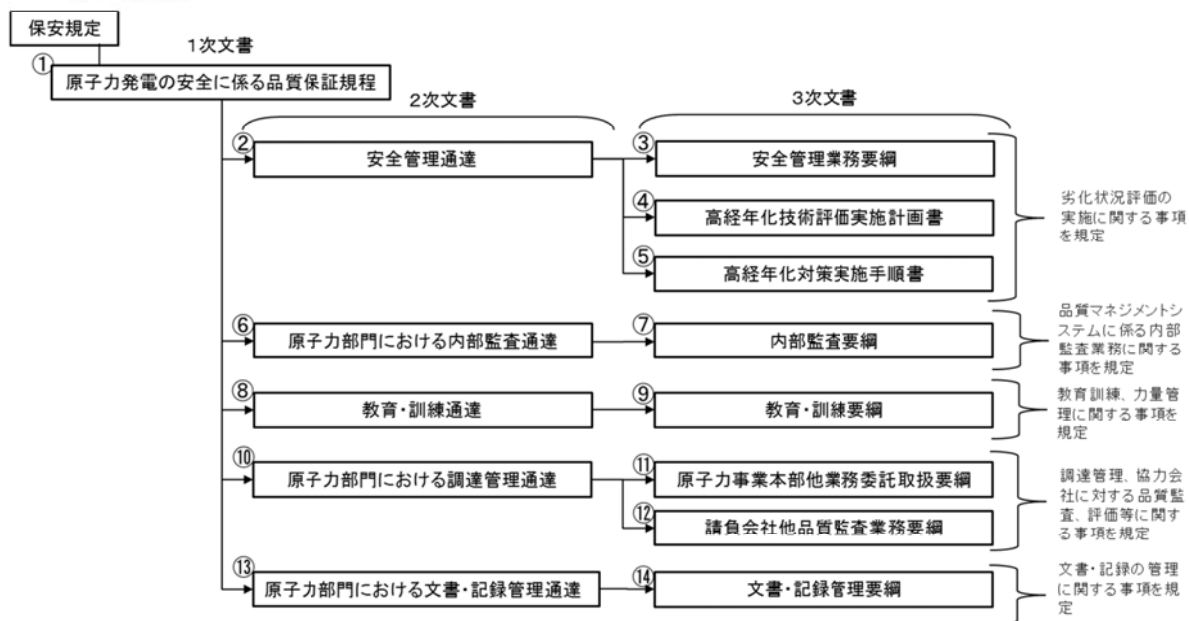 保安規定
1次文書
①
原子力発電の安全に係る品質保証規程
2次文書
3次文書
②
安全管理通達
③
安全管理業務要綱
④
高経年化技術評価実施計画書
⑤
高経年化対策実施手順書
劣化状況評価の
実施に関する事項
を規定
⑥
原子力部門における内部監査通達
⑦
内部監査要綱
品質マネジメントシ
ステムに係る内部
監査業務に関する
事項を規定
⑧
教育・訓練通達
⑨
教育・訓練要綱
教育訓練、力量管
理に関する事項を
規定
⑩
原子力部門における調達管理通達
⑪
原子力事業本部他業務委託取扱要綱
⑫
請負会社他品質監査業務要綱
調達管理、協力会
社に対する品質監
査、評価等に関す
る事項を規定
⑬
原子力部門における文書・記録管理通達
⑭
文書・記録管理要綱
文書・記録の管理
に関する事項を規
定